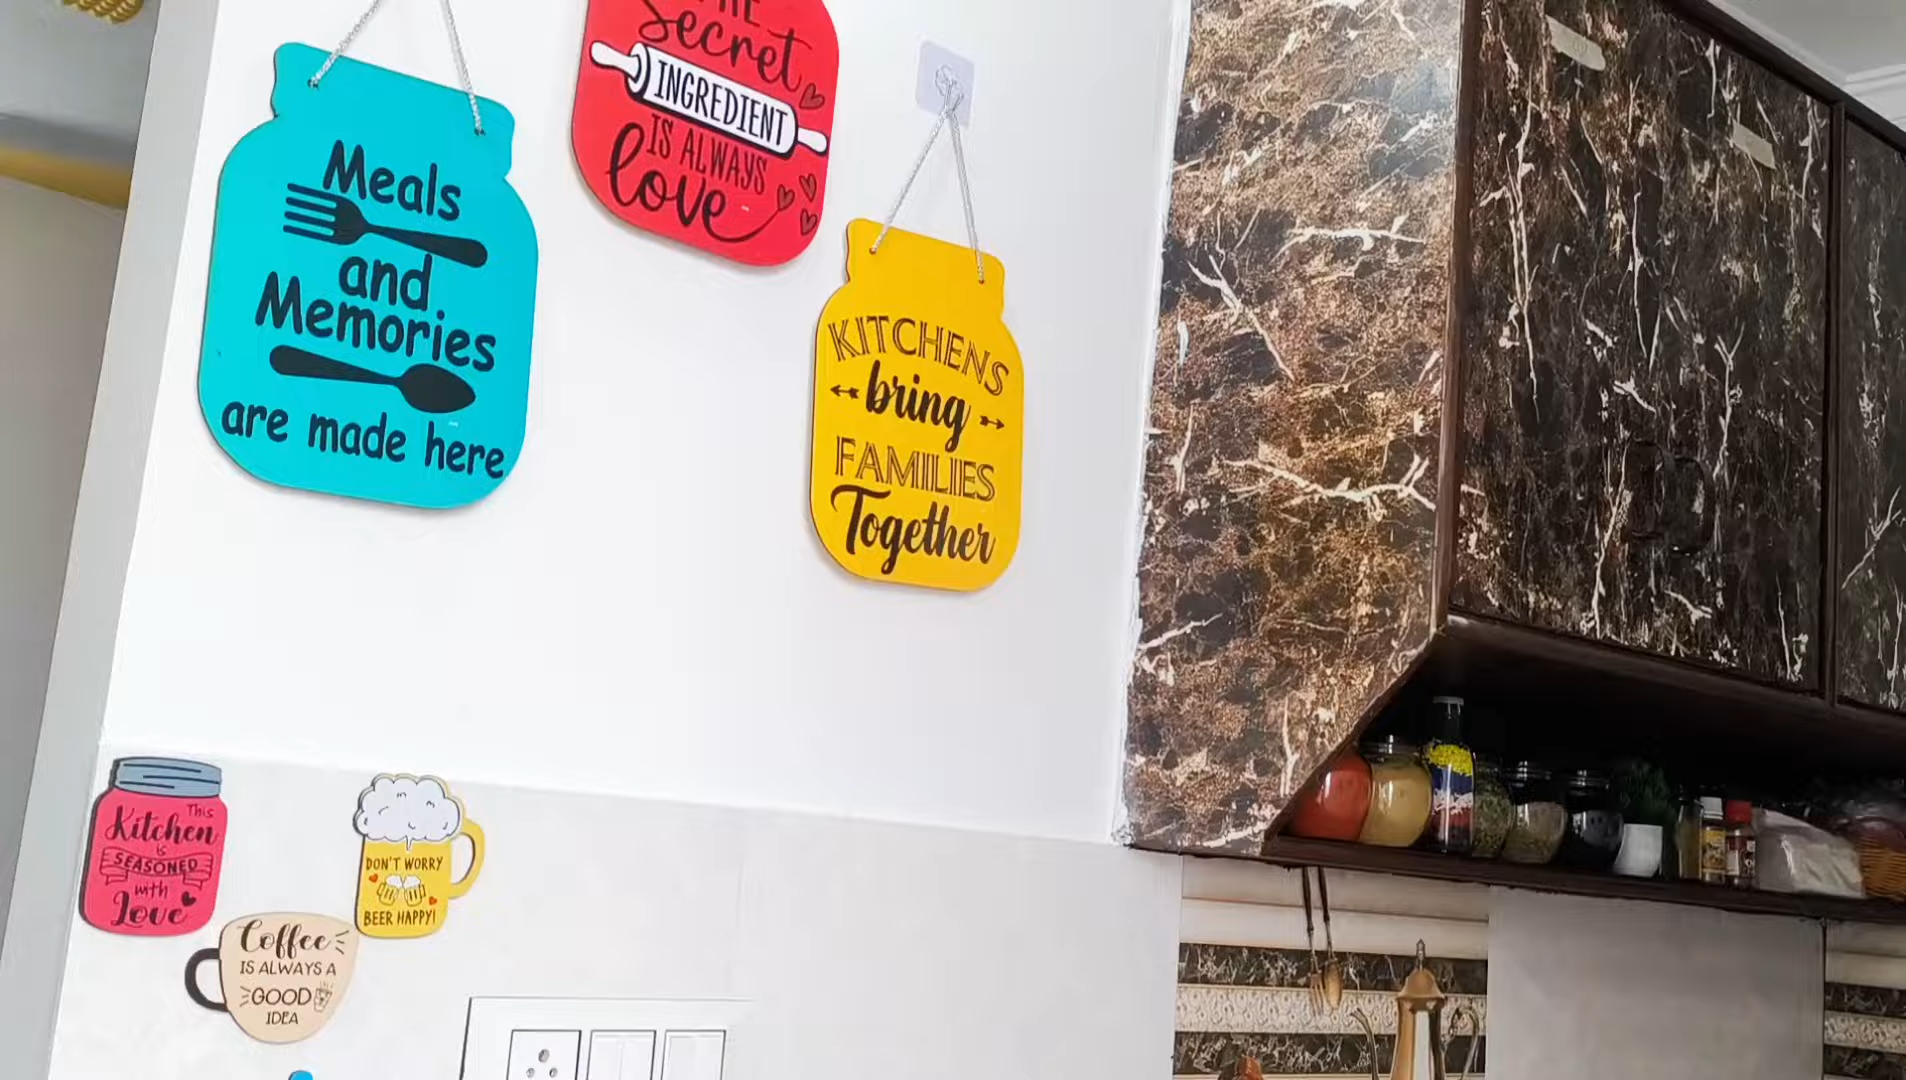 Meals
and
Memories
are made here
Secret
INGREDIENT
IS ALWAYS
love
KITCHENS
bring
FAMILIES
Together
This
Kitchen
is
SEASONED
with
Love
DON'T WORRY
BEER HAPPY!
Coffee
IS ALWAYS A
GOOD
IDEA